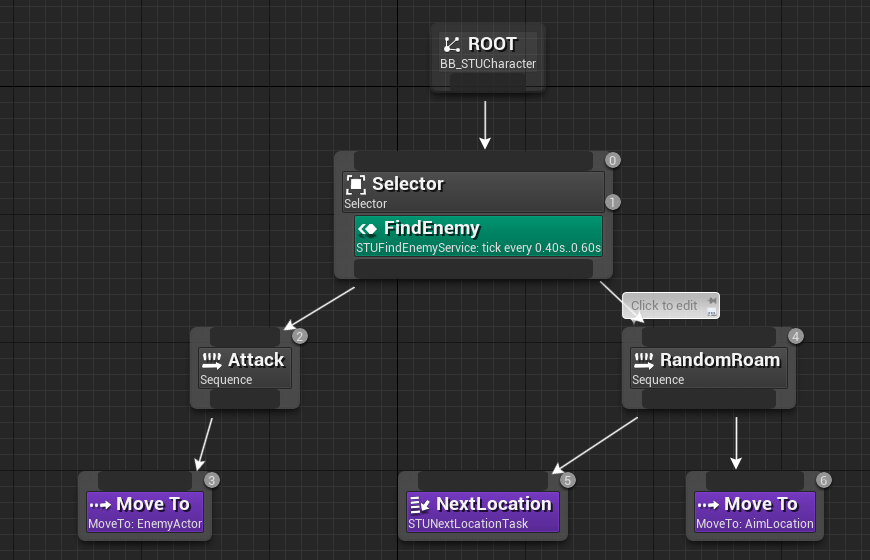 ROOT
BB_STUCharacter
0
Selector
Selector
1
FindEnemy
STUFindEnemyService: tick every 0.40s..0.60s
Click to edit
2
Attack
Sequence
4
RandomRoam
Sequence
3
Move To
MoveTo: EnemyActor
5
NextLocation
STUNextLocationTask
6
Move To
MoveTo: AimLocation